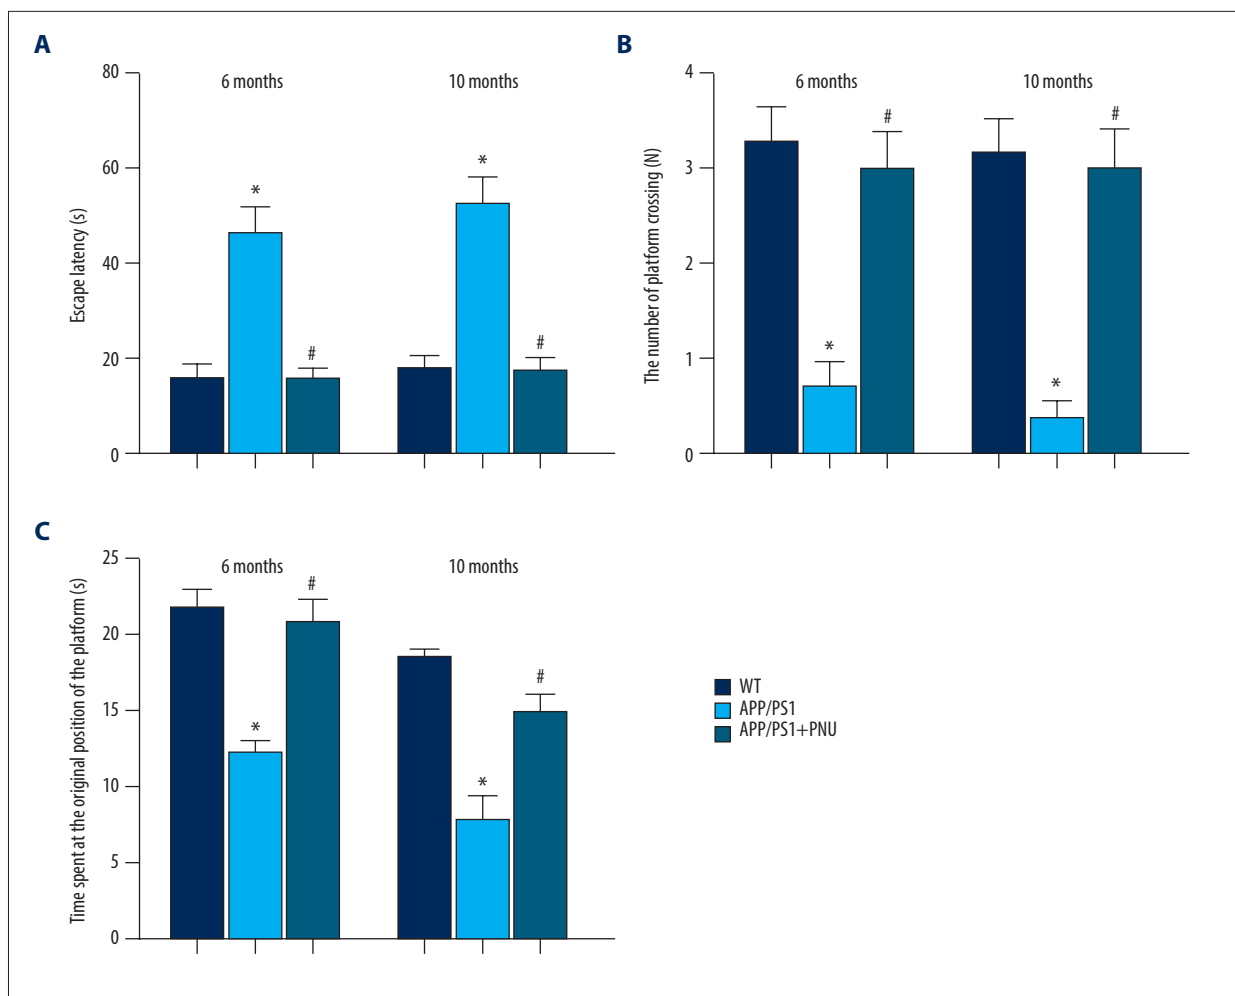 A
Escape latency (s)
80
60
40
20
0
6 months
10 months
*
#
*
#
B
The number of platform crossing (N)
4
3
2
1
0
6 months
10 months
*
#
*
#
C
Time spent at the original position of the platform (s)
25
20
15
10
5
0
6 months
10 months
*
#
*
#
WT
APP/PS1
APP/PS1+PNU